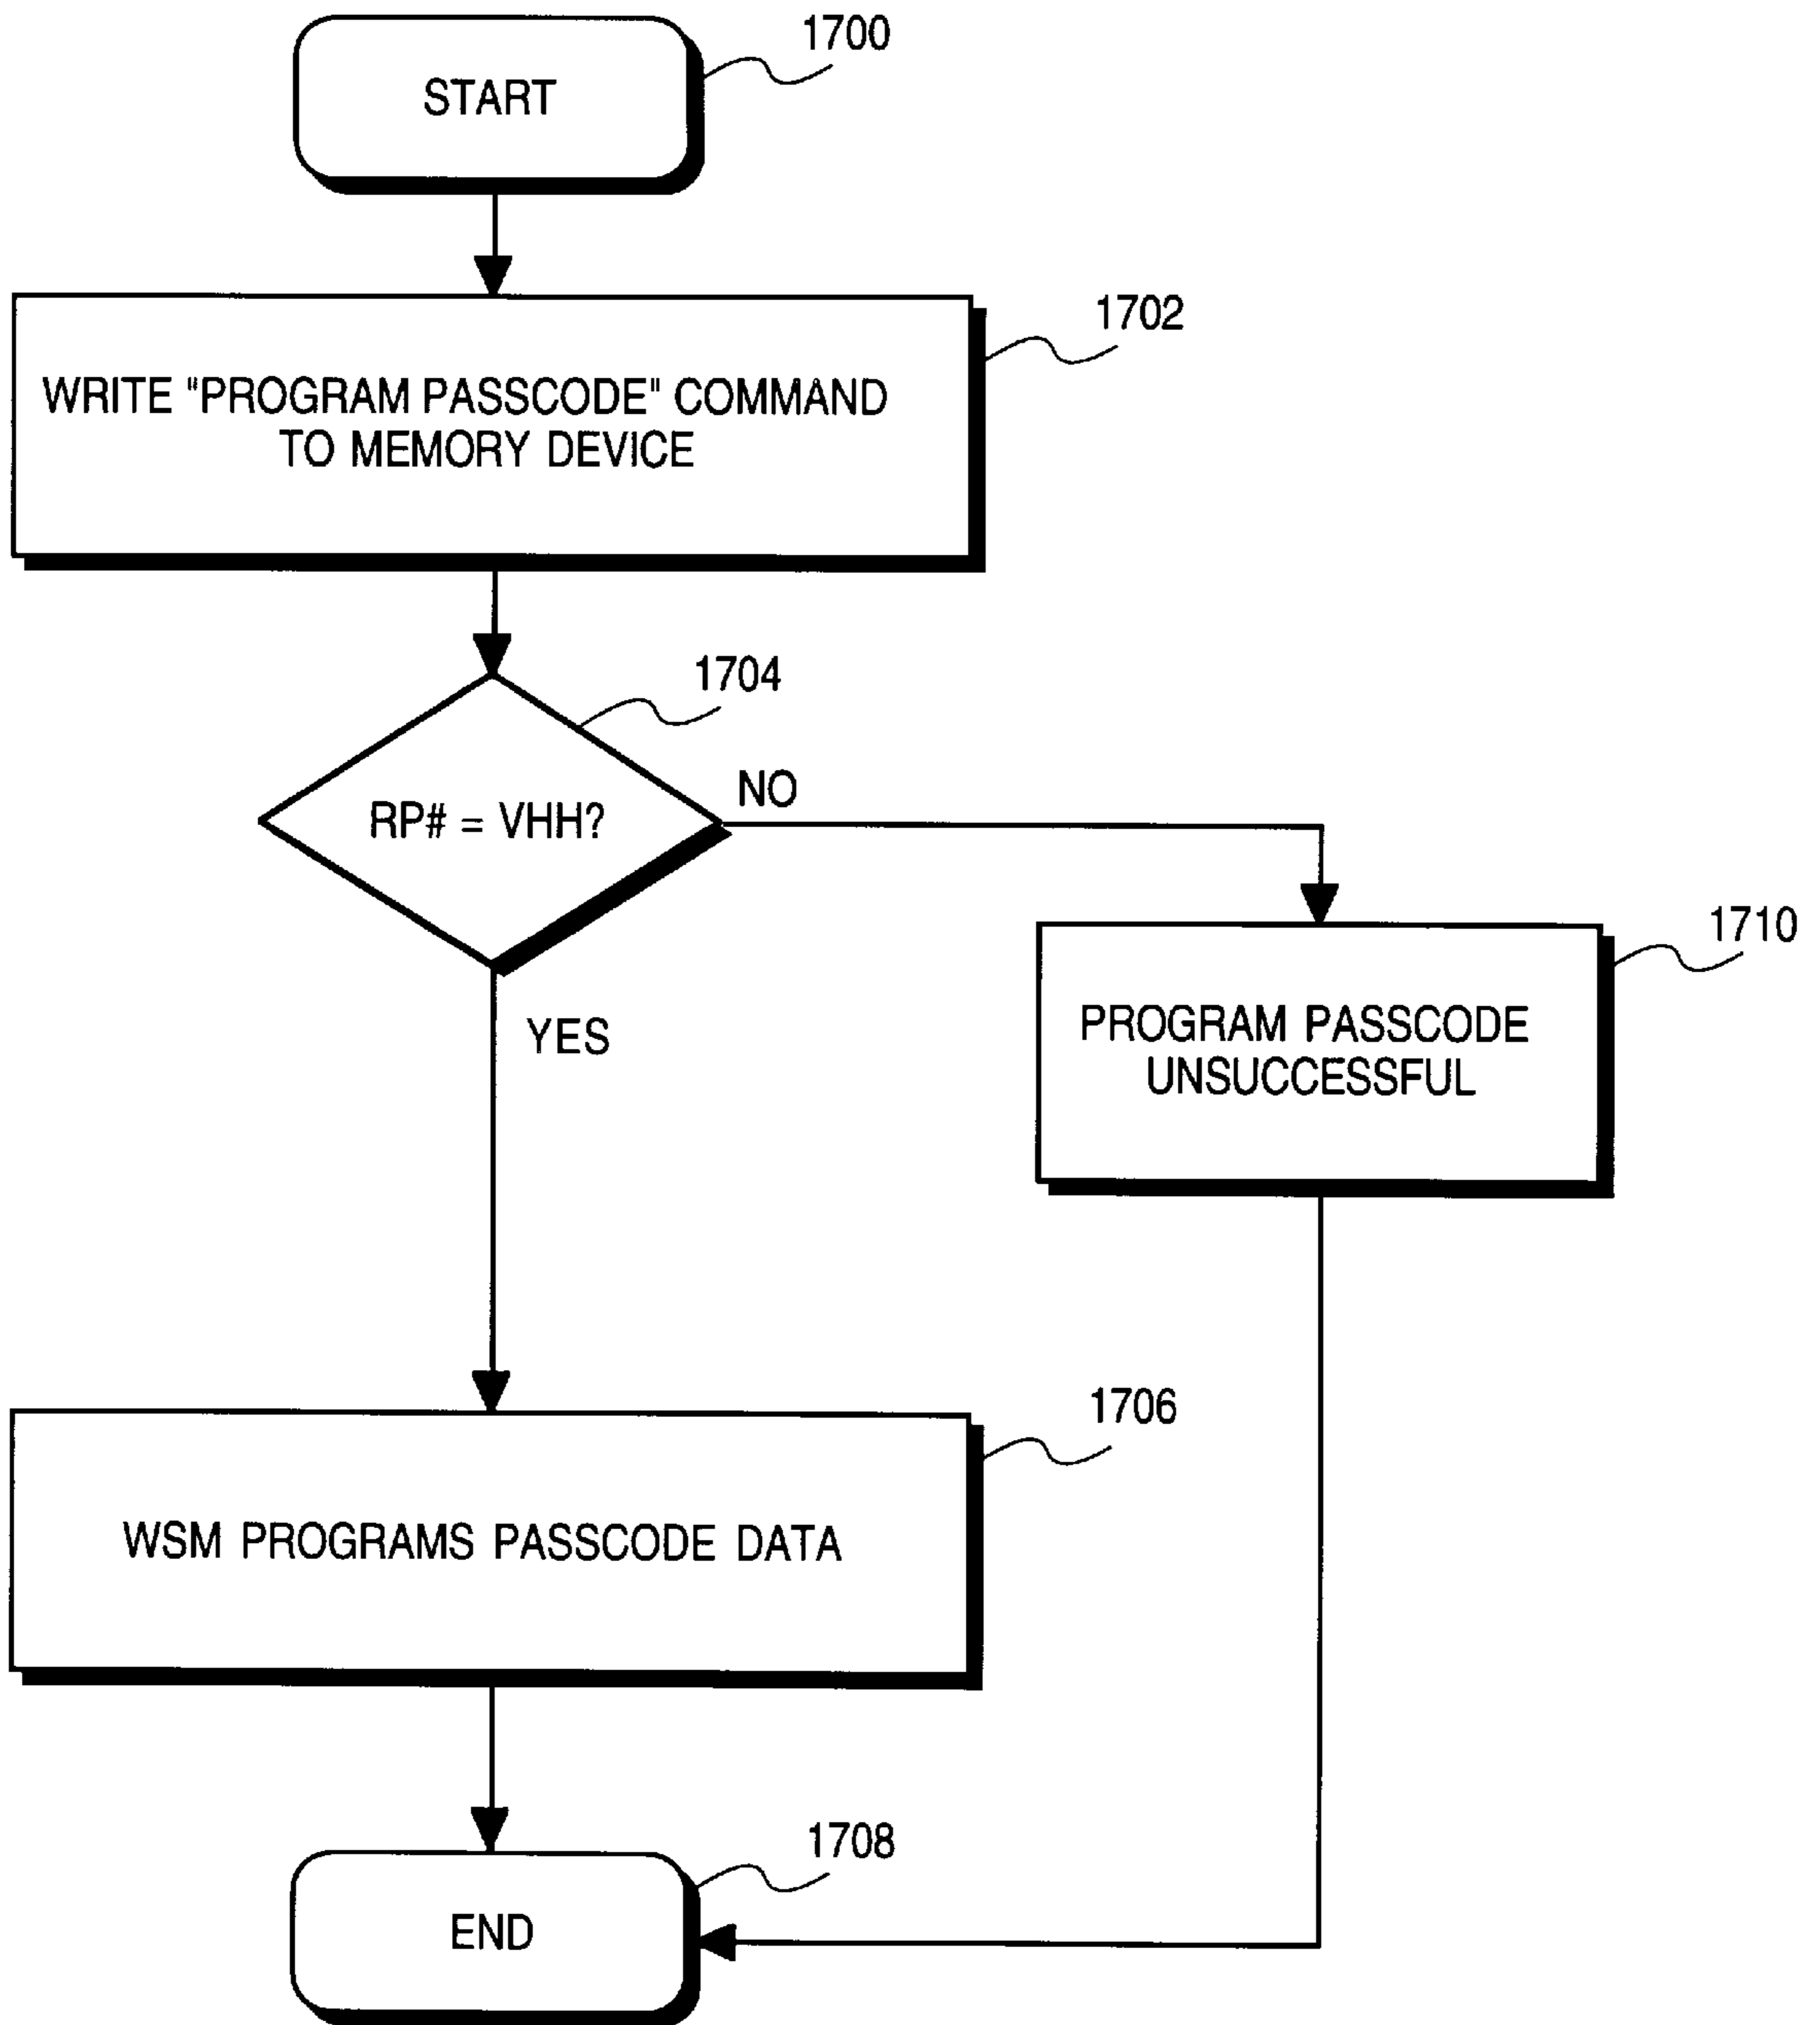 1700
START
1702
WRITE "PROGRAM PASSCODE" COMMAND
TO MEMORY DEVICE
1704
RP# = VHH?
NO
YES
1710
PROGRAM PASSCODE
UNSUCCESSFUL
1706
WSM PROGRAMS PASSCODE DATA
1708
END